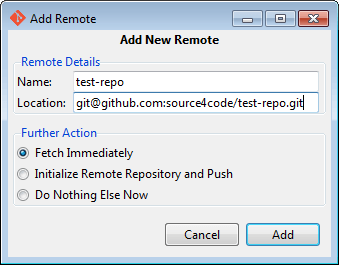 Add Remote
Add New Remote
Remote Details
Name: test-repo
Location: git@github.com:source4code/test-repo.git
Further Action
Fetch Immediately
Initialize Remote Repository and Push
Do Nothing Else Now
Cancel Add